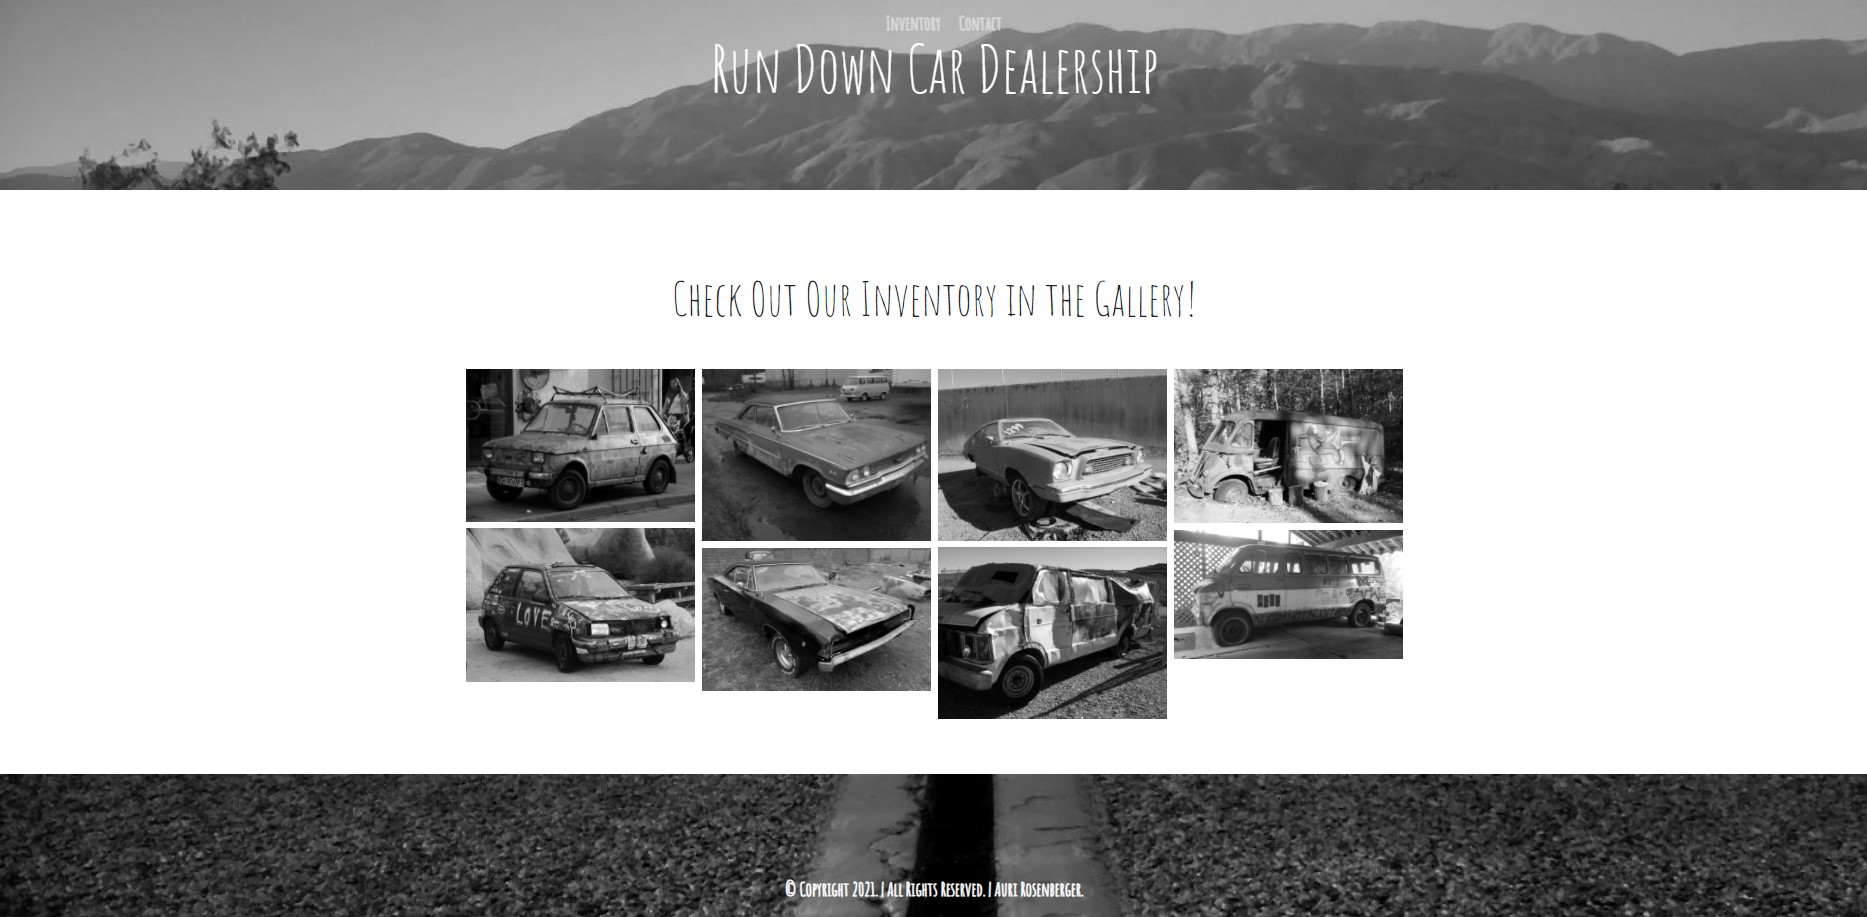 Inventory Contact
Run Down Car Dealership
Check Out Our Inventory in the Gallery!
1299
LOVE
© Copyright 2021. | All Rights Reserved. | Auri Rosenberger.